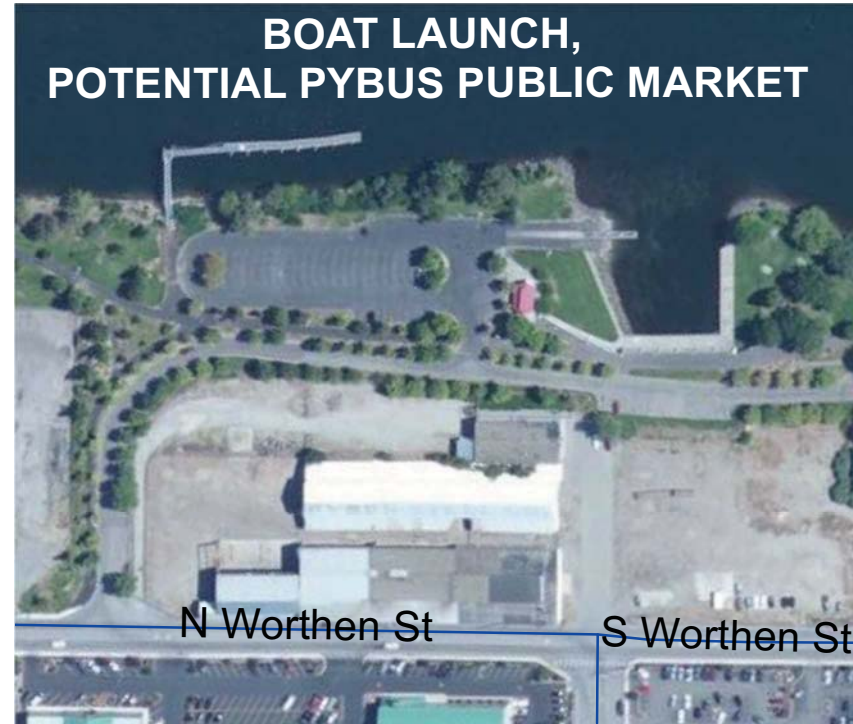 BOAT LAUNCH,
POTENTIAL PYBUS PUBLIC MARKET
N Worthen St
S Worthen St